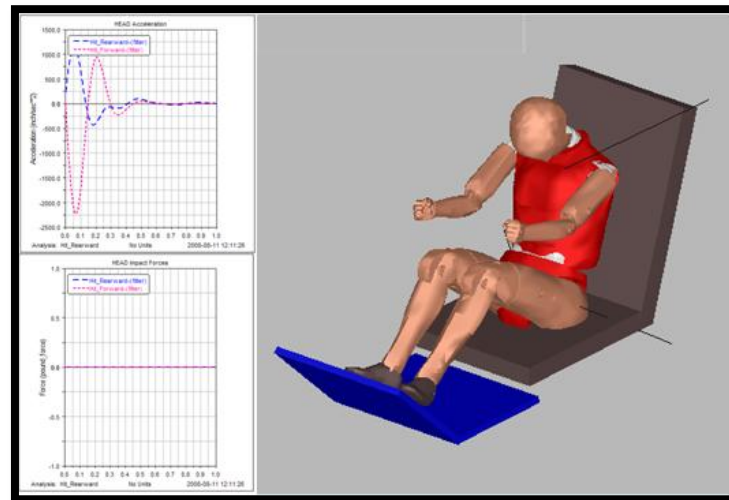 HEAD Acceleration
1500.0
Hit_Rearward-(filter)
Hit_Forward-(filter)
1000.0
500.0
0.0
-500.0
-1000.0
-1500.0
-2000.0
-2500.0
Acceleration (inch/sec**2)
0.0 0.1 0.2 0.3 0.4 0.5 0.6 0.7 0.8 0.9 1.0
Analysis: Hit_Rearward No Units 2008-08-11 12:11:26
HEAD Impact Forces
1.0
Hit_Rearward-(filter)
Hit_Forward-(filter)
0.5
0.0
-0.5
-1.0
Force (pound_force)
0.0 0.1 0.2 0.3 0.4 0.5 0.6 0.7 0.8 0.9 1.0
Analysis: Hit_Rearward No Units 2008-08-11 12:11:26